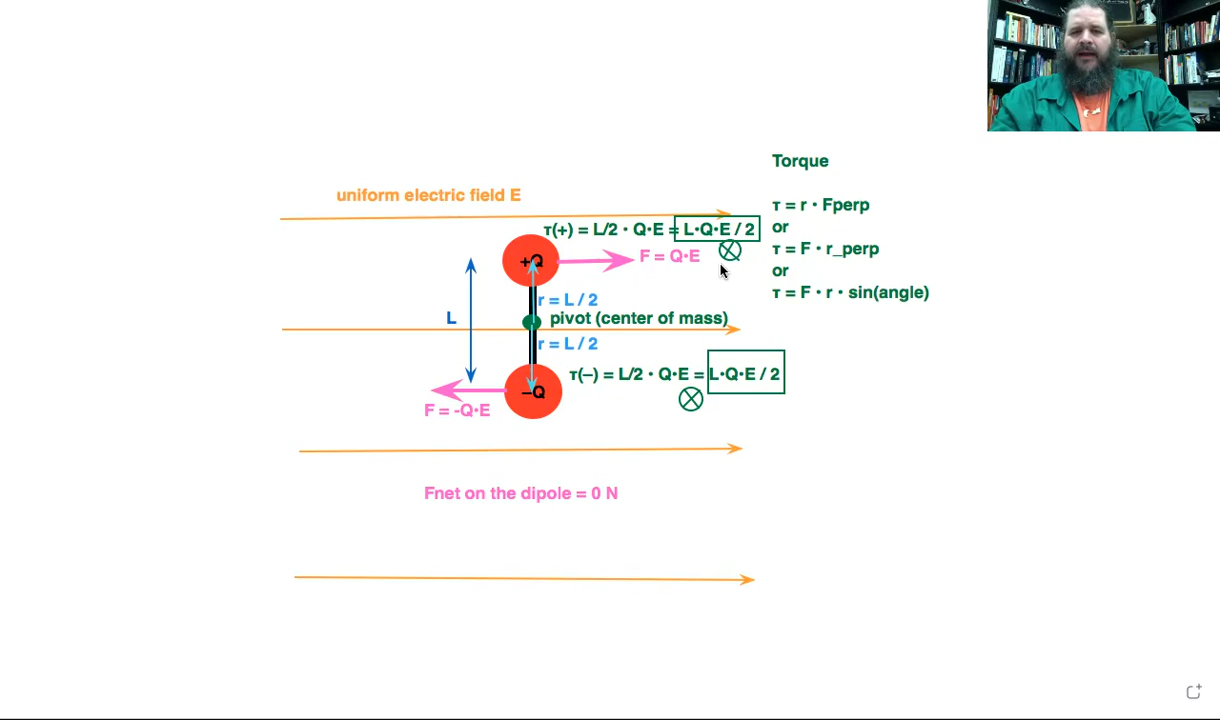 Torque
uniform electric field E
τ = r • Fperp
or
τ(+) = L/2 • Q•E = L•Q•E / 2
τ = F • r_perp
+Q
F = Q•E
or
τ = F • r • sin(angle)
r = L / 2
L
pivot (center of mass)
r = L / 2
τ(–) = L/2 • Q•E = L•Q•E / 2
–Q
F = -Q•E
Fnet on the dipole = 0 N